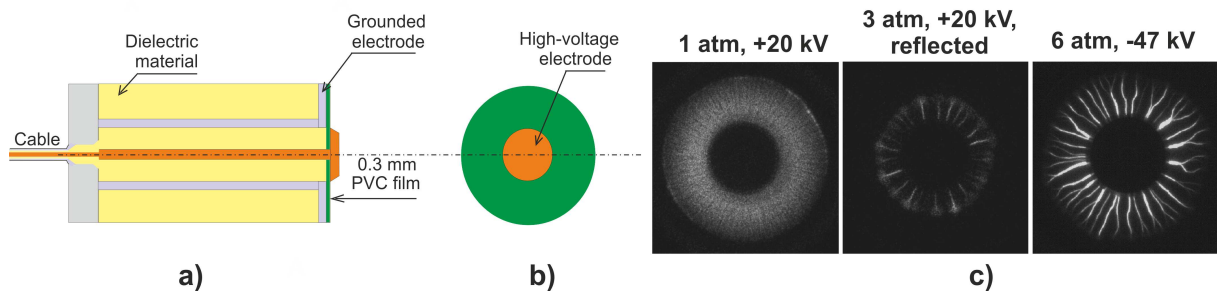 Dielectric
material
Grounded
electrode
Cable
0.3 mm
PVC film
a)
High-voltage
electrode
b)
1 atm, +20 kV
3 atm, +20 kV,
reflected
6 atm, -47 kV
c)